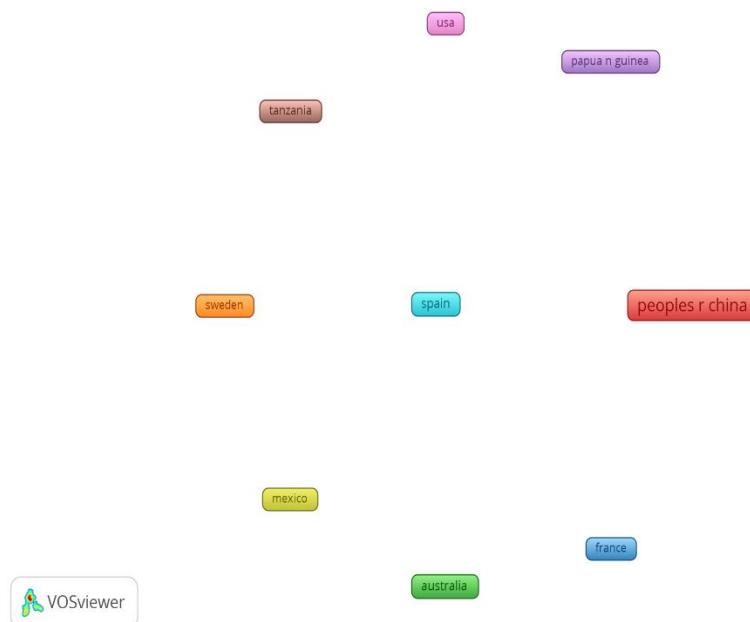 usa
papua n guinea
tanzania
sweden
spain
peoples r china
mexico
france
australia
VOSviewer